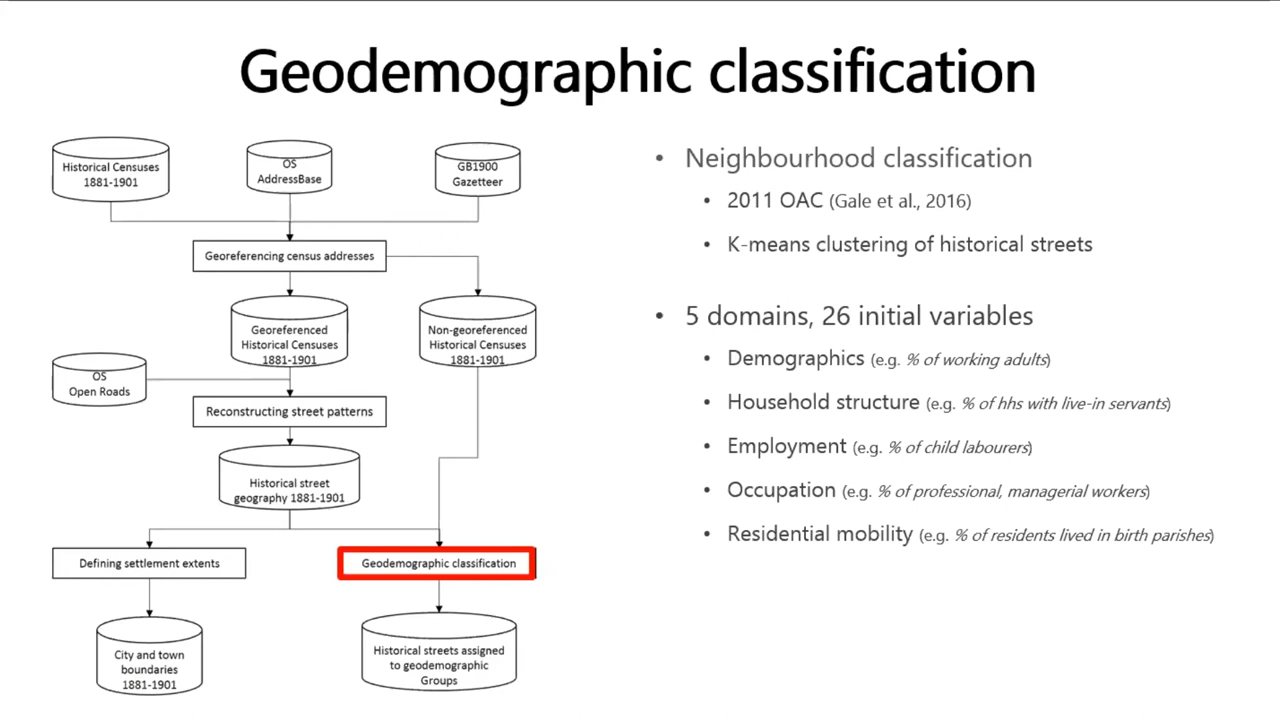 Geodemographic classification
Historical Censuses
1881-1901
OS
AddressBase
GB1900
Gazetteer
Georeferencing census addresses
Georeferenced
Historical Censuses
1881-1901
Non-georeferenced
Historical Censuses
1881-1901
OS
Open Roads
Reconstructing street patterns
Historical street
geography 1881-1901
Defining settlement extents
Geodemographic classification
City and town
boundaries
1881-1901
Historical streets assigned
to geodemographic
Groups
• Neighbourhood classification
• 2011 OAC (Gale et al., 2016)
• K-means clustering of historical streets
• 5 domains, 26 initial variables
• Demographics (e.g. % of working adults)
• Household structure (e.g. % of hhs with live-in servants)
• Employment (e.g. % of child labourers)
• Occupation (e.g. % of professional, managerial workers)
• Residential mobility (e.g. % of residents lived in birth parishes)